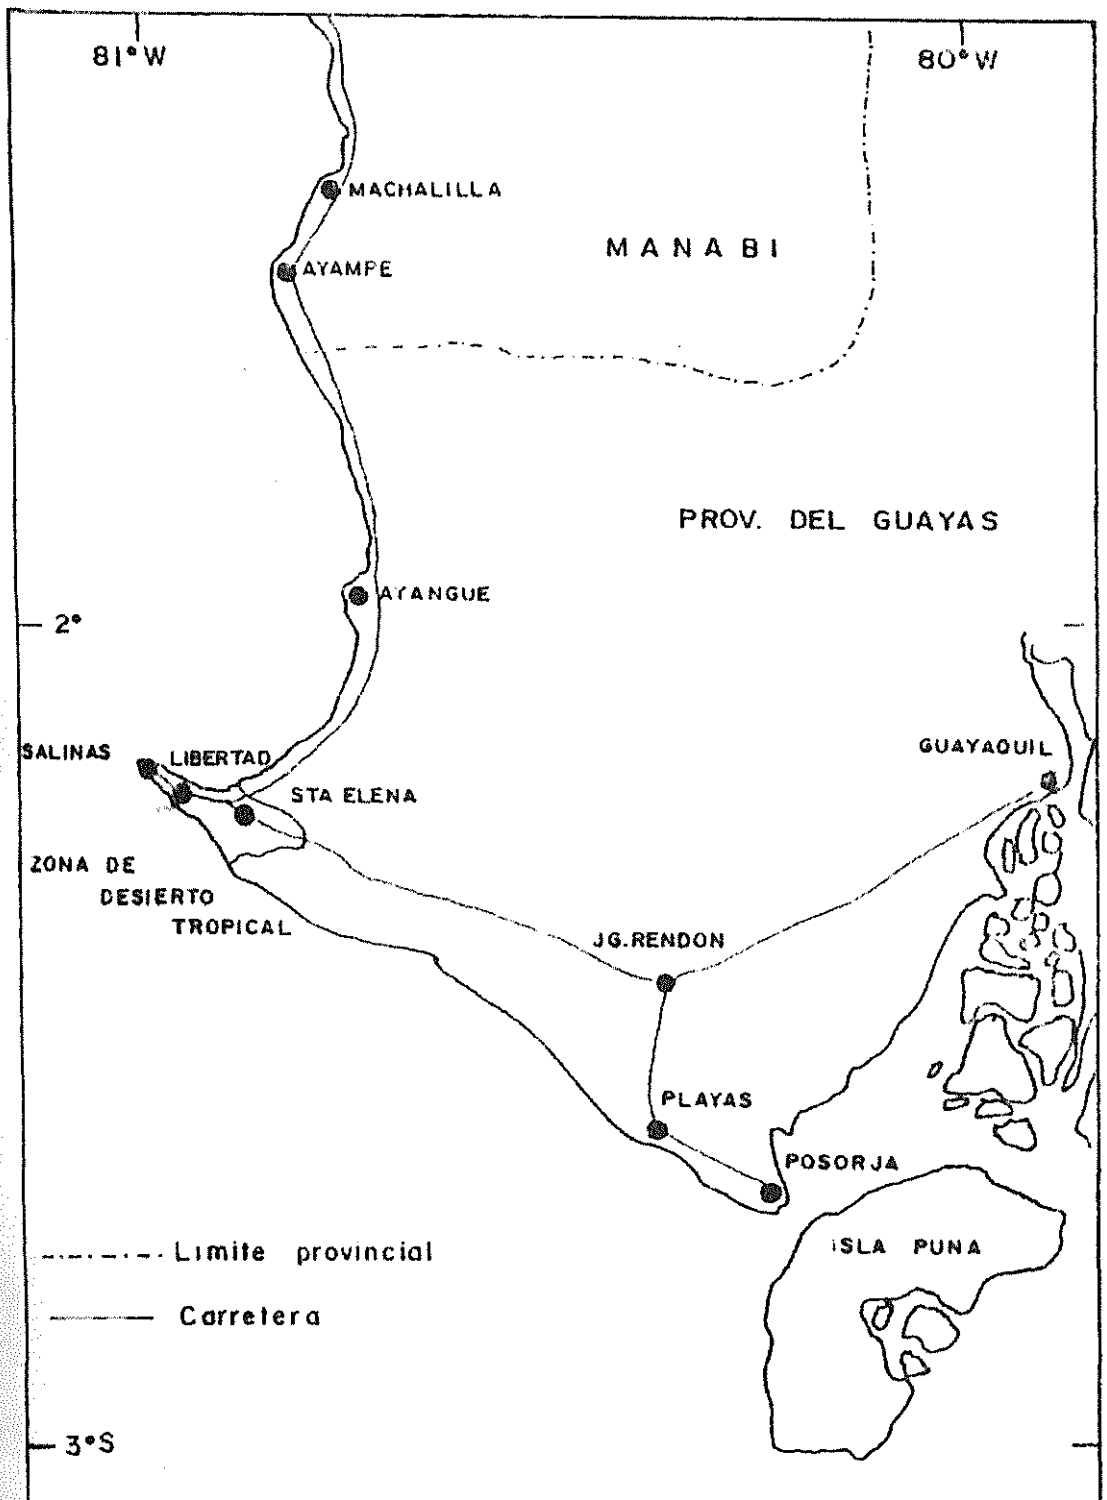 81°W
80°W
MACHALILLA
MANABI
AYAMPE
PROV. DEL GUAYAS
AYANGUE
2°
SALINAS
LIBERTAD
GUAYAQUIL
STA ELENA
ZONA DE
DESIERTO
TROPICAL
JG.RENDON
PLAYAS
POSORJA
ISLA PUNA
Limite provincial
Carretera
3°S